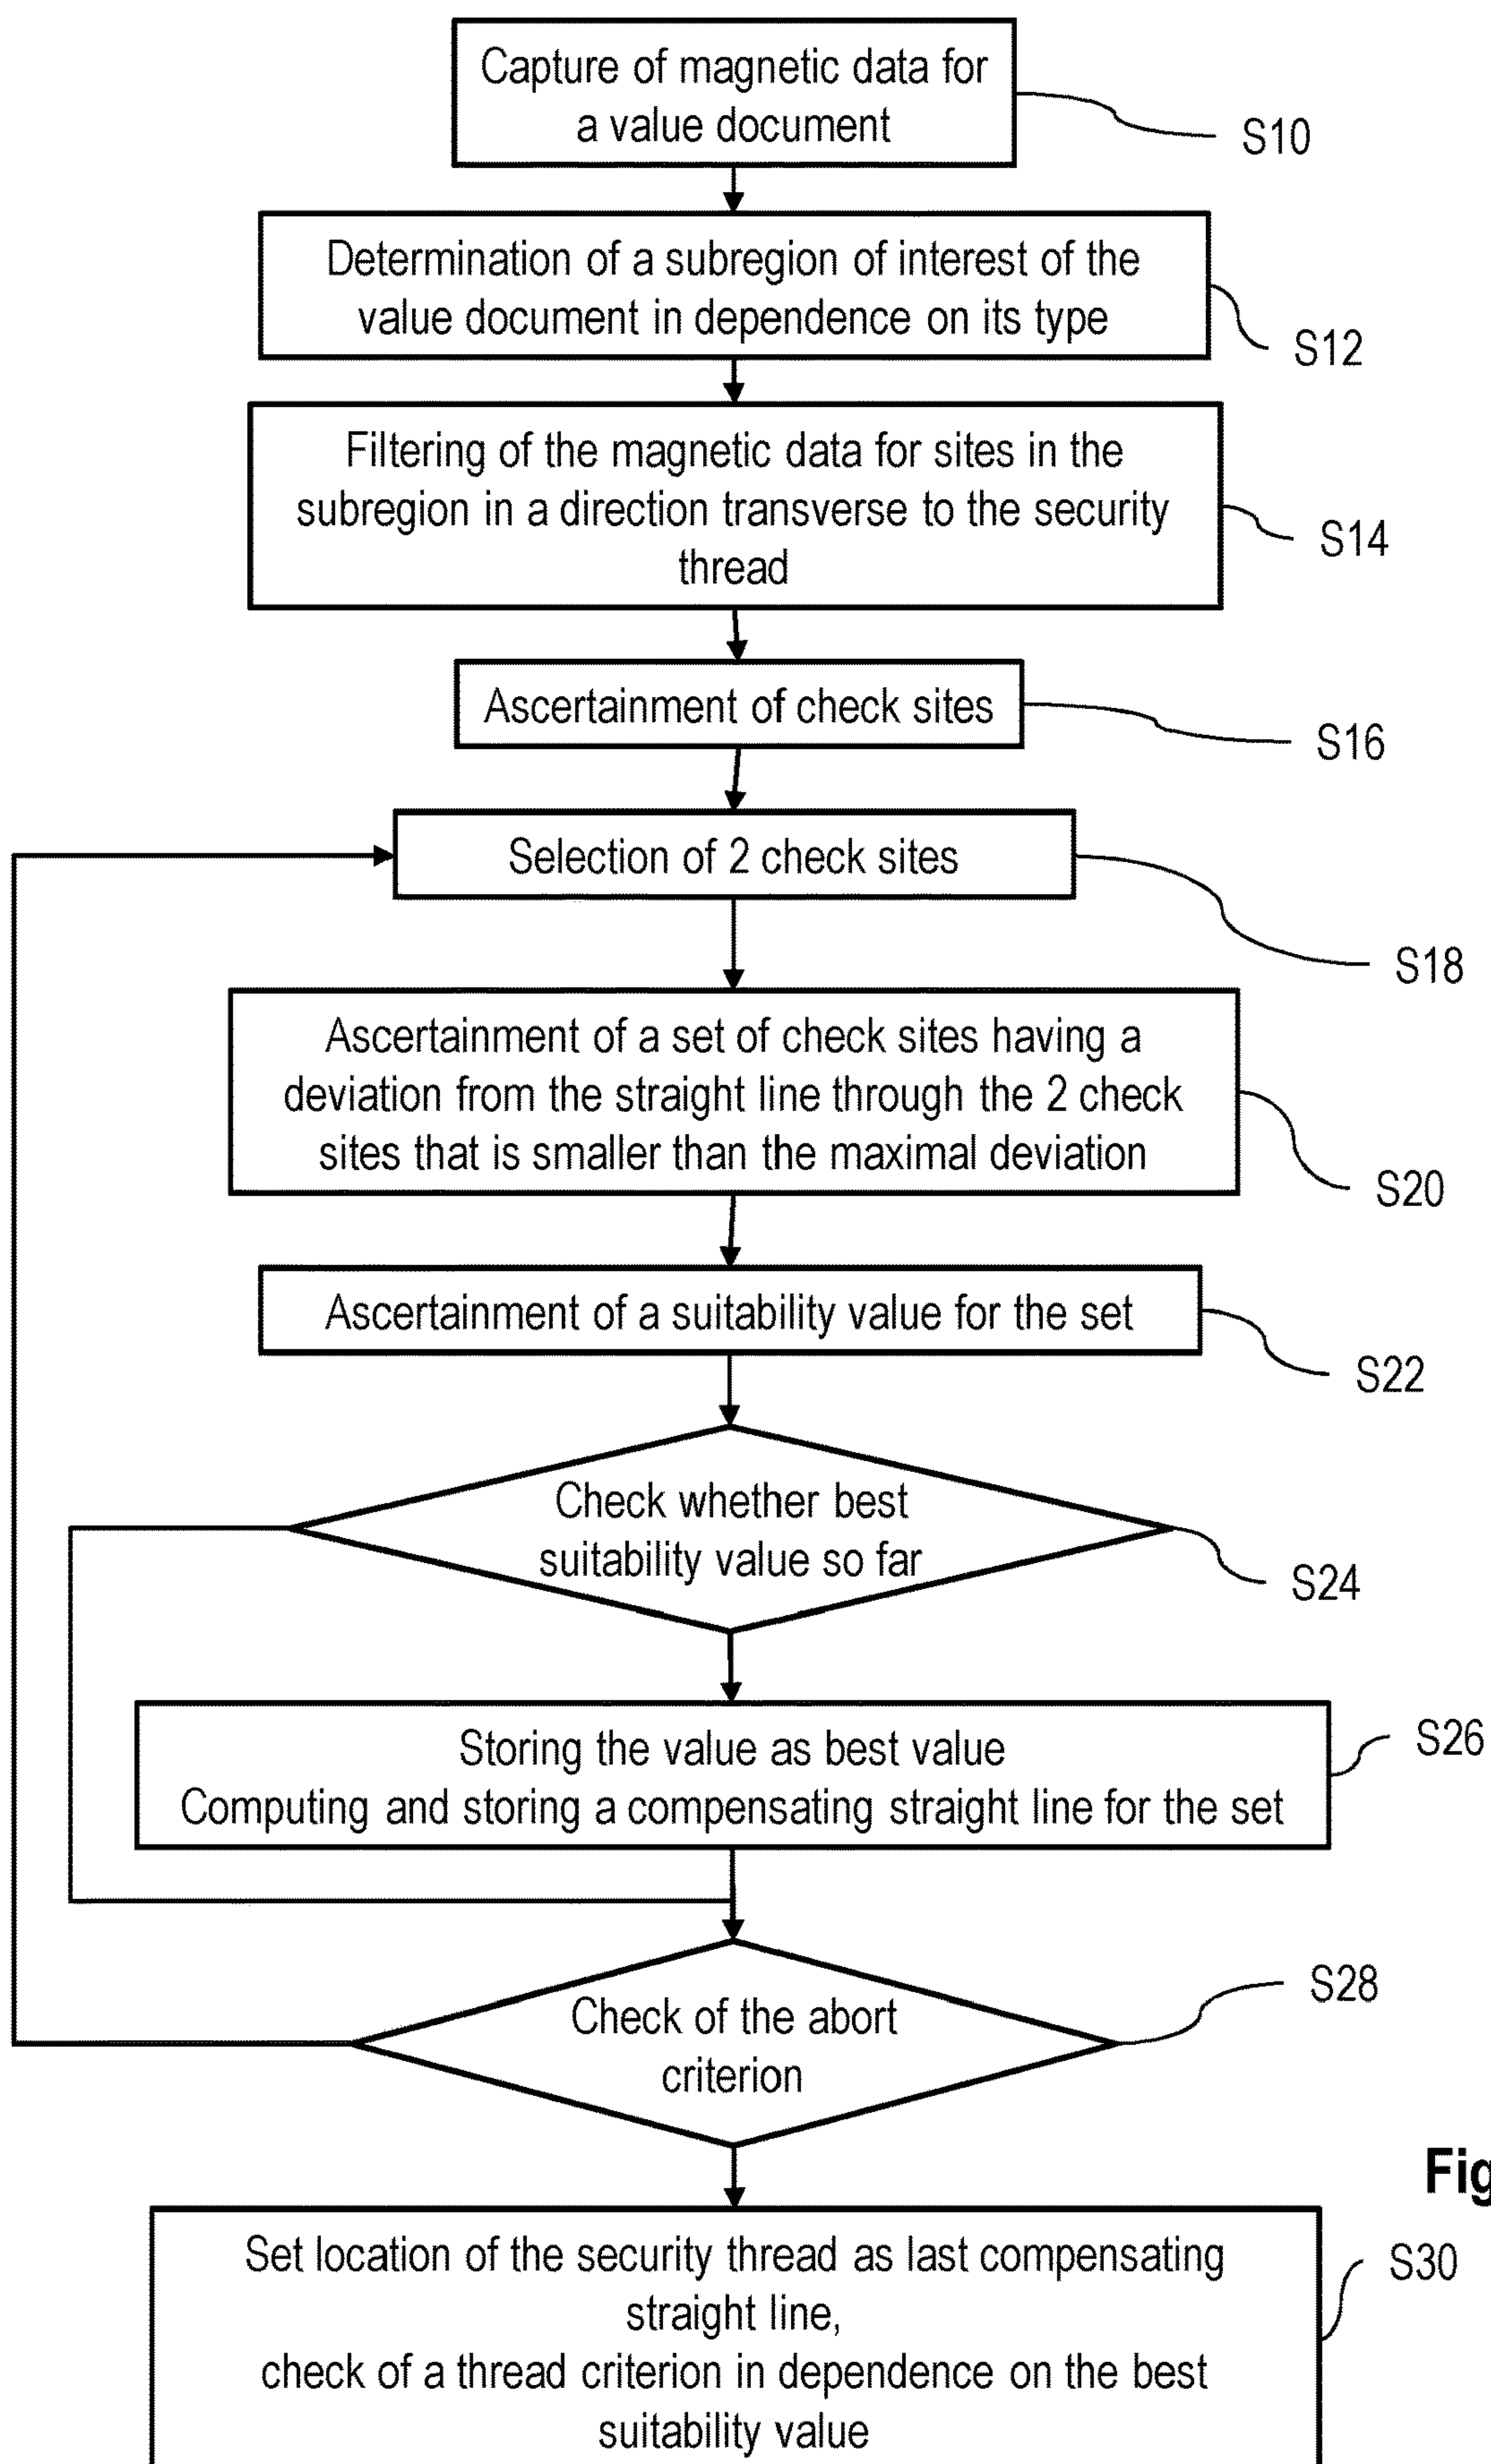 Capture of magnetic data for
a value document
S10
Determination of a subregion of interest of the
value document in dependence on its type
S12
Filtering of the magnetic data for sites in the
subregion in a direction transverse to the security
thread
S14
Ascertainment of check sites
S16
Selection of 2 check sites
S18
Ascertainment of a set of check sites having a
deviation from the straight line through the 2 check
sites that is smaller than the maximal deviation
S20
Ascertainment of a suitability value for the set
S22
Check whether best
suitability value so far
S24
Storing the value as best value
Computing and storing a compensating straight line for the set
S26
Check of the abort
criterion
S28
Fig
Set location of the security thread as last compensating
straight line,
check of a thread criterion in dependence on the best
suitability value
S30